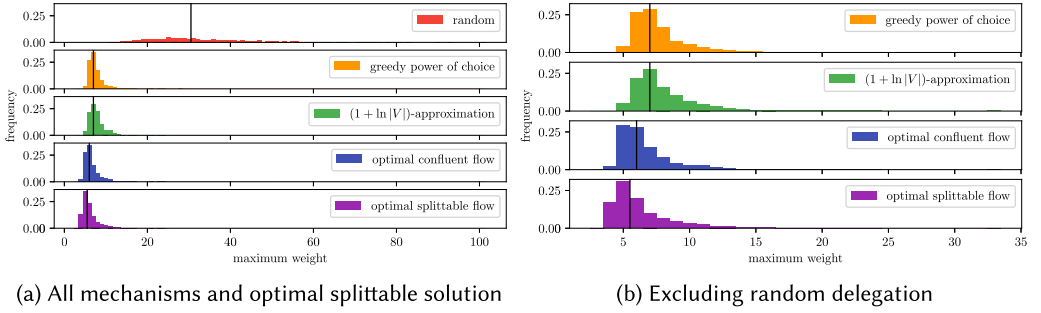 0.25
0.00
random
0.25
0.00
greedy power of choice
0.25
0.00
(1 + ln |V|)-approximation
0.25
0.00
optimal confluent flow
0.25
0.00
optimal splittable flow
frequency
0 20 40 60 80 100
maximum weight
(a) All mechanisms and optimal splittable solution
0.25
0.00
greedy power of choice
0.25
0.00
(1 + ln |V|)-approximation
0.25
0.00
optimal confluent flow
0.25
0.00
optimal splittable flow
frequency
5 10 15 20 25 30 35
maximum weight
(b) Excluding random delegation